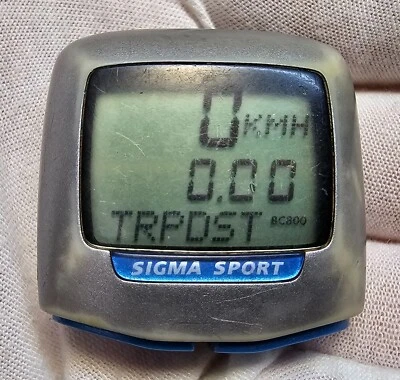 0 KMH
0.00
TRPDST BC800
SIGMA SPORT